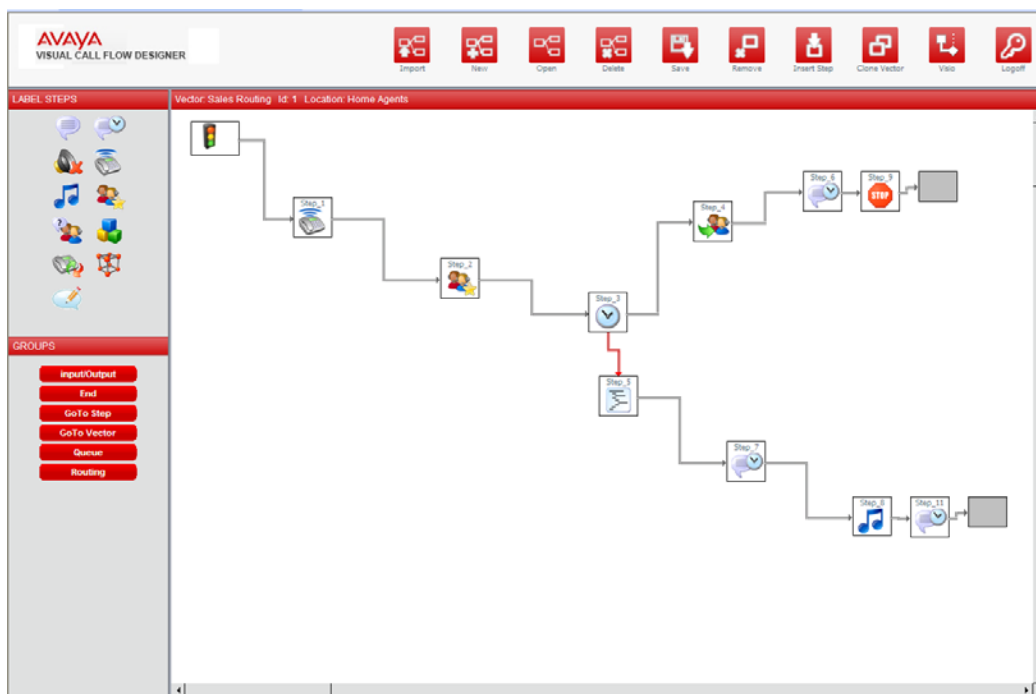 AVAYA
VISUAL CALL FLOW DESIGNER
Import
New
Open
Delete
Save
Remove
Insert Step
Clone Vector
Visio
Logoff
LABEL STEPS
Vector: Sales Routing Id: 1 Location: Home Agents
Step_1
Step_2
Step_3
Step_4
Step_6
Step_9
STOP
Step_5
Step_7
Step_8
Step_11
GROUPS
Input/Output
End
GoTo Step
GoTo Vector
Queue
Routing